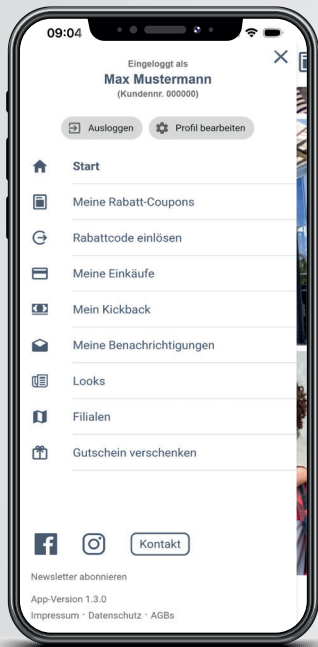 09:04
Eingeloggt als
Max Mustermann
(Kundennr. 000000)
Ausloggen
Profil bearbeiten
Start
Meine Rabatt-Coupons
Rabattcode einlösen
Meine Einkäufe
Mein Kickback
Meine Benachrichtigungen
Looks
Filialen
Gutschein verschenken
Kontakt
Newsletter abonnieren
App-Version 1.3.0
Impressum · Datenschutz · AGBs